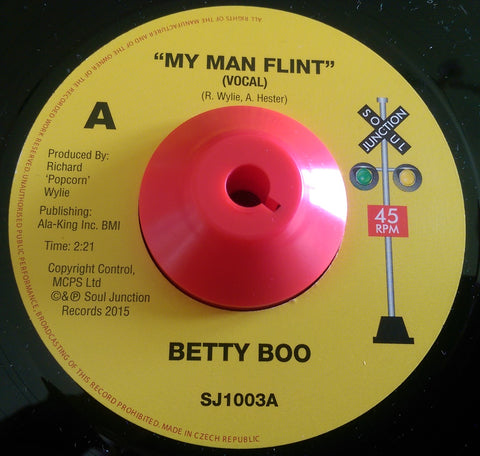 ALL RIGHTS OF THE MANUFACTURER AND OF THE OWNER OF THE RECORDED WORK RESERVED. UNAUTHORISED PUBLIC PERFORMANCE, BROADCASTING OF THIS RECORD PROHIBITED. MADE IN CZECH REPUBLIC
“MY MAN FLINT”
(VOCAL)
(R. Wylie, A. Hester)
A
SOUL
JUNCTION
Produced By:
Richard
'Popcorn'
Wylie
Publishing:
Ala-King Inc. BMI
Time: 2:21
45
RPM
Copyright Control,
MCPS Ltd
©&℗ Soul Junction
Records 2015
BETTY BOO
SJ1003A